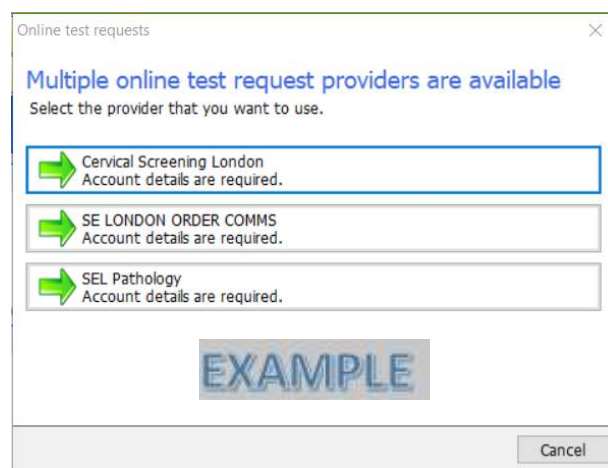 Online test requests
Multiple online test request providers are available
Select the provider that you want to use.
Cervical Screening London
Account details are required.
SE LONDON ORDER COMMS
Account details are required.
SEL Pathology
Account details are required.
EXAMPLE
Cancel